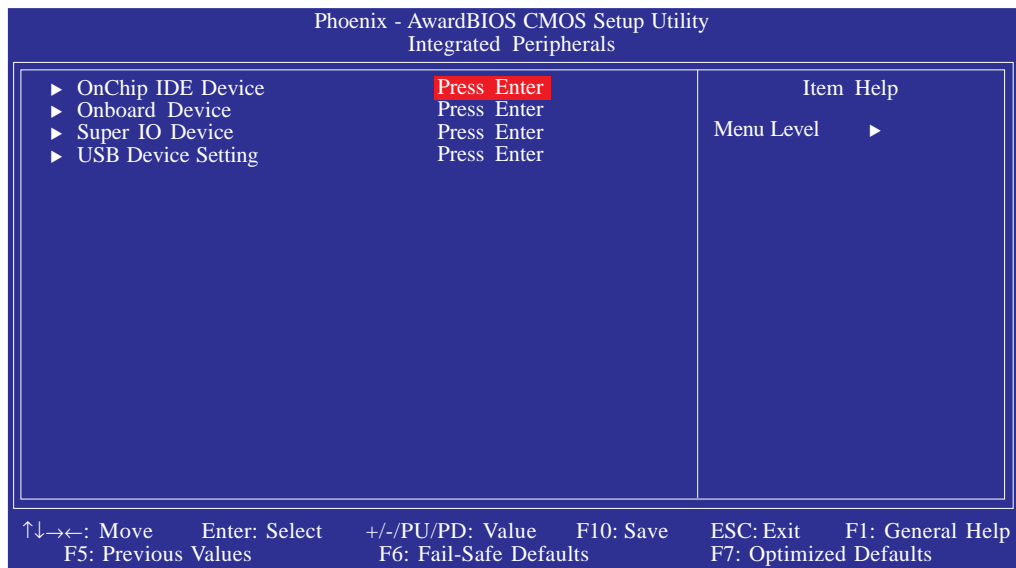 Phoenix - AwardBIOS CMOS Setup Utility
Integrated Peripherals
► OnChip IDE Device Press Enter
► Onboard Device Press Enter
► Super IO Device Press Enter
► USB Device Setting Press Enter
Item Help
Menu Level ►
↑↓→←: Move Enter: Select +/-/PU/PD: Value F10: Save ESC: Exit F1: General Help
F5: Previous Values F6: Fail-Safe Defaults F7: Optimized Defaults